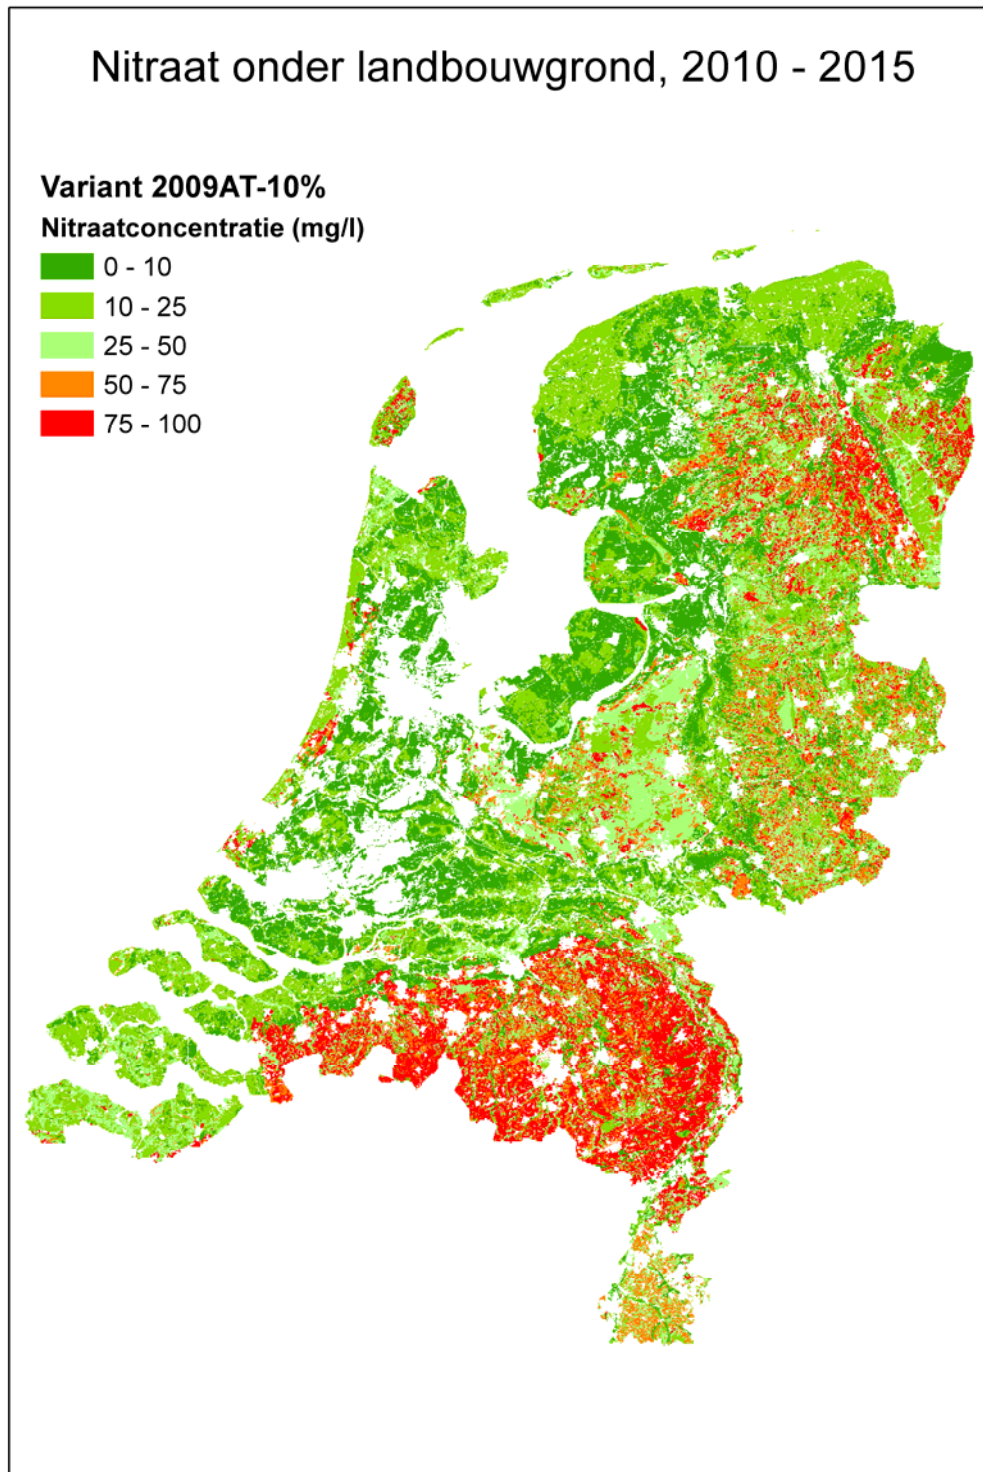 Nitraat onder landbouwgrond, 2010 - 2015
Variant 2009AT-10%
Nitraatconcentratie (mg/l)
0 - 10
10 - 25
25 - 50
50 - 75
75 - 100